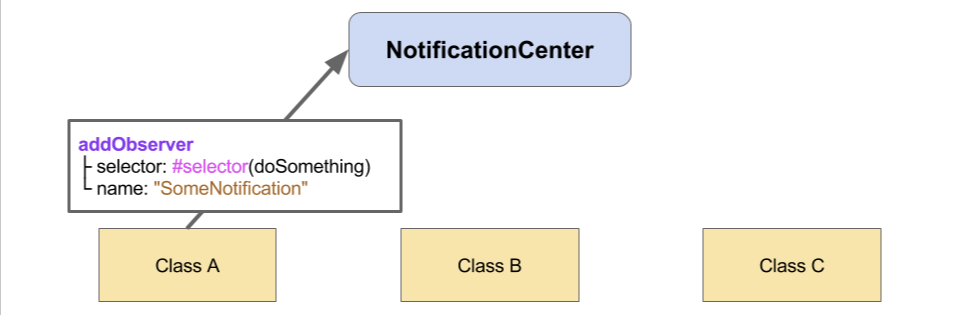 NotificationCenter
addObserver
├ selector: #selector(doSomething)
└ name: "SomeNotification"
Class A
Class B
Class C